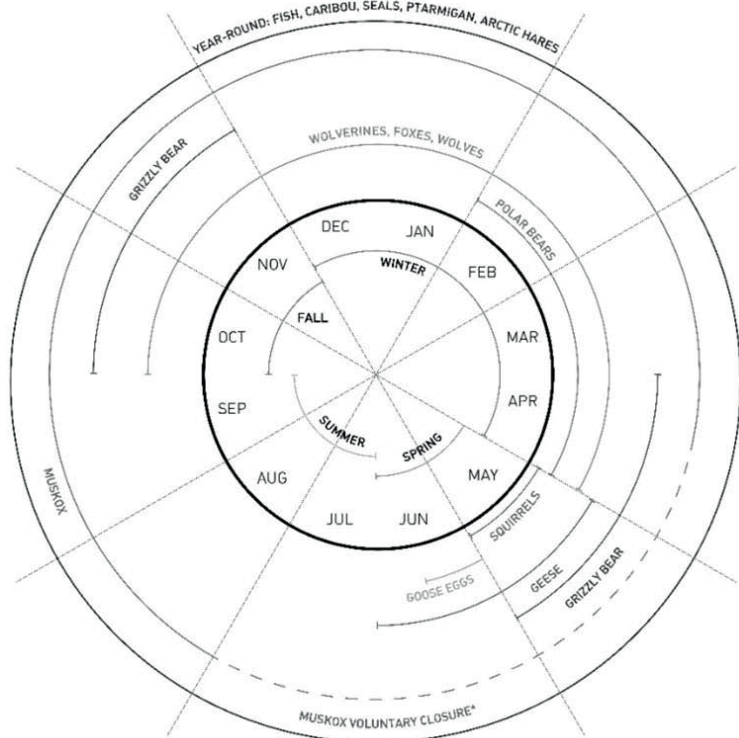 YEAR-ROUND: FISH, CARIBOU, SEALS, PTARMIGAN, ARCTIC HARES
WOLVERINES, FOXES, WOLVES
GRIZZLY BEAR
POLAR BEARS
DEC
JAN
NOV
WINTER
FEB
FALL
OCT
MAR
SEP
APR
SUMMER
SPRING
AUG
MAY
MUSKOX
JUL
JUN
SQUIRRELS
GOOSE EGGS
GEESE
GRIZZLY BEAR
MUSKOX VOLUNTARY CLOSURE*